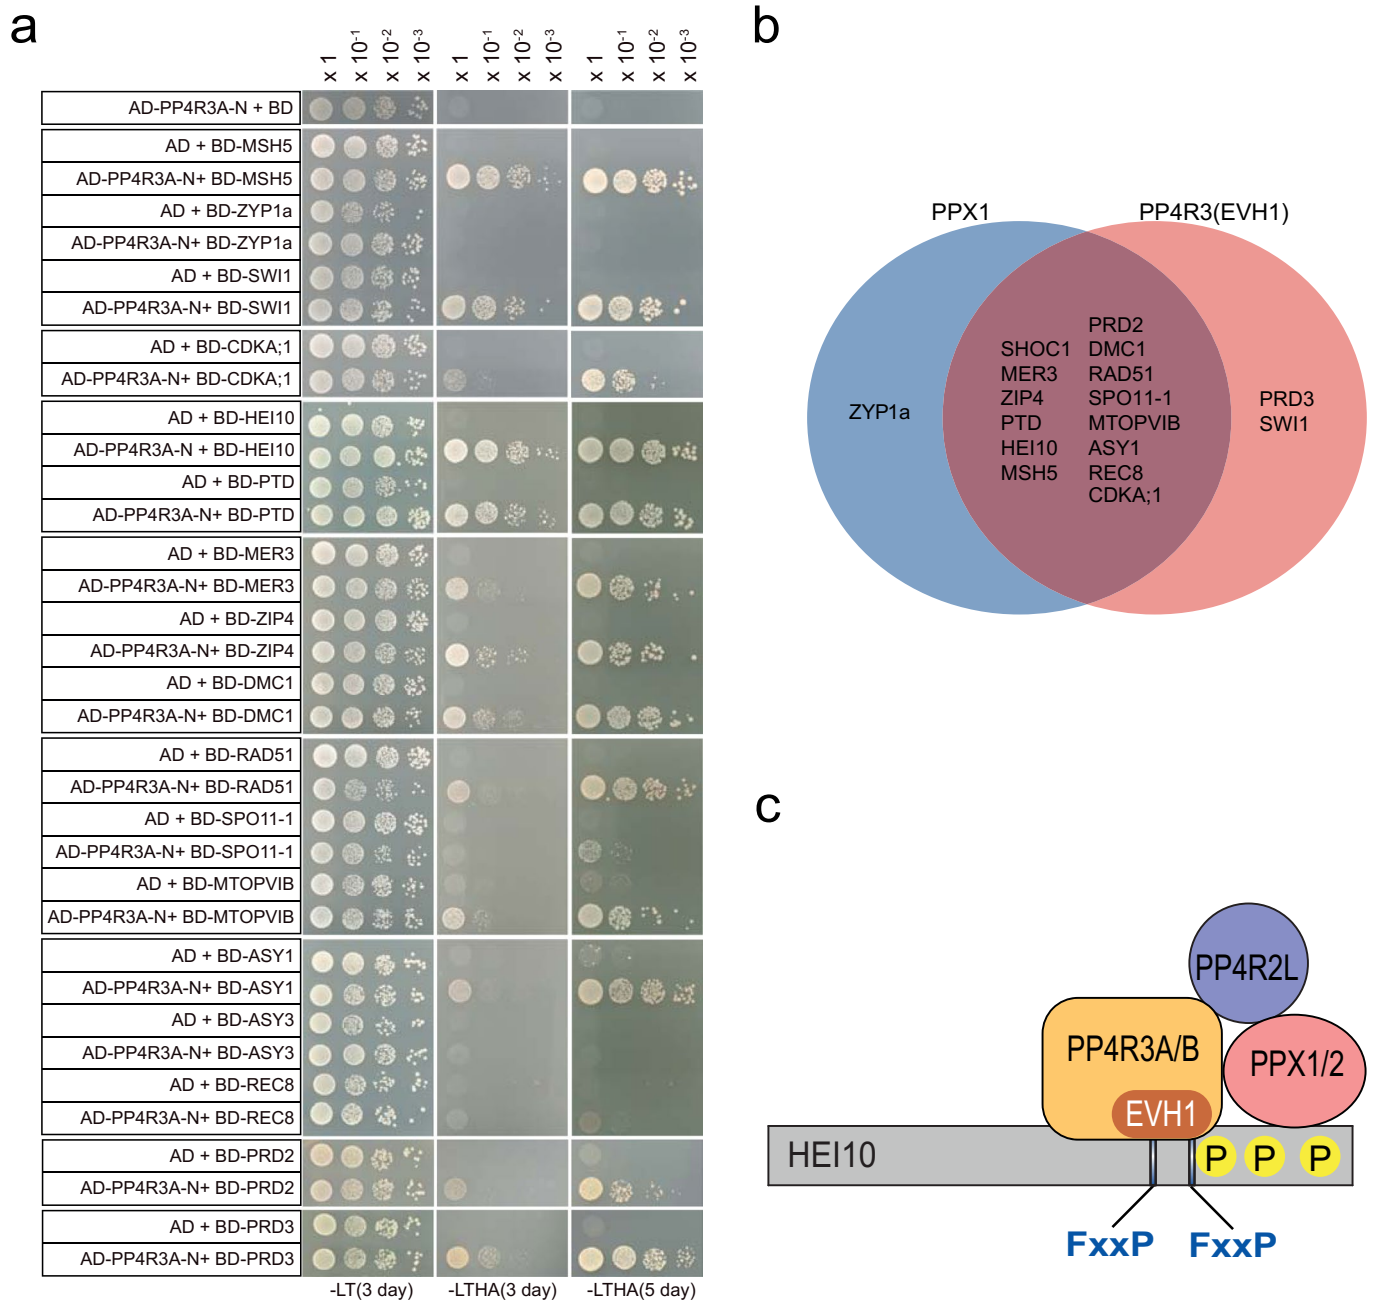 a
x 1
x 10-1
x 10-2
x 10-3
x 1
x 10-1
x 10-2
x 10-3
x 1
x 10-1
x 10-2
x 10-3
AD-PP4R3A-N + BD
AD + BD-MSH5
AD-PP4R3A-N+ BD-MSH5
AD + BD-ZYP1a
AD-PP4R3A-N+ BD-ZYP1a
AD + BD-SWI1
AD-PP4R3A-N+ BD-SWI1
AD + BD-CDKA;1
AD-PP4R3A-N+ BD-CDKA;1
AD + BD-HEI10
AD-PP4R3A-N + BD-HEI10
AD + BD-PTD
AD-PP4R3A-N+ BD-PTD
AD + BD-MER3
AD-PP4R3A-N+ BD-MER3
AD + BD-ZIP4
AD-PP4R3A-N+ BD-ZIP4
AD + BD-DMC1
AD-PP4R3A-N+ BD-DMC1
AD + BD-RAD51
AD-PP4R3A-N+ BD-RAD51
AD + BD-SPO11-1
AD-PP4R3A-N+ BD-SPO11-1
AD + BD-MTOPVIB
AD-PP4R3A-N+ BD-MTOPVIB
AD + BD-ASY1
AD-PP4R3A-N+ BD-ASY1
AD + BD-ASY3
AD-PP4R3A-N+ BD-ASY3
AD + BD-REC8
AD-PP4R3A-N+ BD-REC8
AD + BD-PRD2
AD-PP4R3A-N+ BD-PRD2
AD + BD-PRD3
AD-PP4R3A-N+ BD-PRD3
-LT(3 day)
-LTHA(3 day)
-LTHA(5 day)
b
PPX1
PP4R3(EVH1)
ZYP1a
SHOC1
MER3
ZIP4
PTD
HEI10
MSH5
PRD2
DMC1
RAD51
SPO11-1
MTOPVIB
ASY1
REC8
CDKA;1
PRD3
SWI1
c
PP4R2L
PP4R3A/B
PPX1/2
EVH1
HEI10
P
P
P
FxxP
FxxP